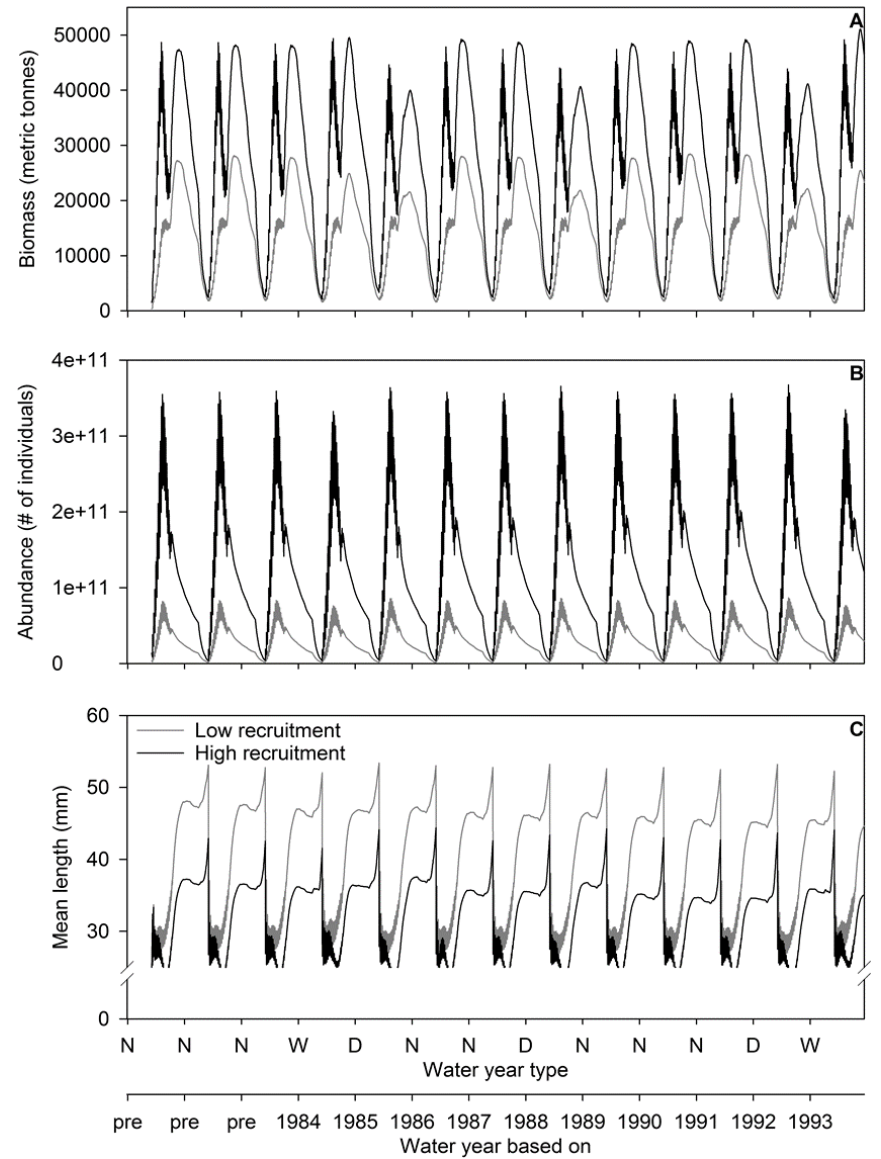 A
50000
40000
30000
20000
10000
0
Biomass (metric tonnes)
B
4e+11
3e+11
2e+11
1e+11
0
Abundance (# of individuals)
C
Low recruitment
High recruitment
60
50
40
30
0
Mean length (mm)
N N N W D N N D N N N D W
Water year type
pre pre pre 1984 1985 1986 1987 1988 1989 1990 1991 1992 1993
Water year based on